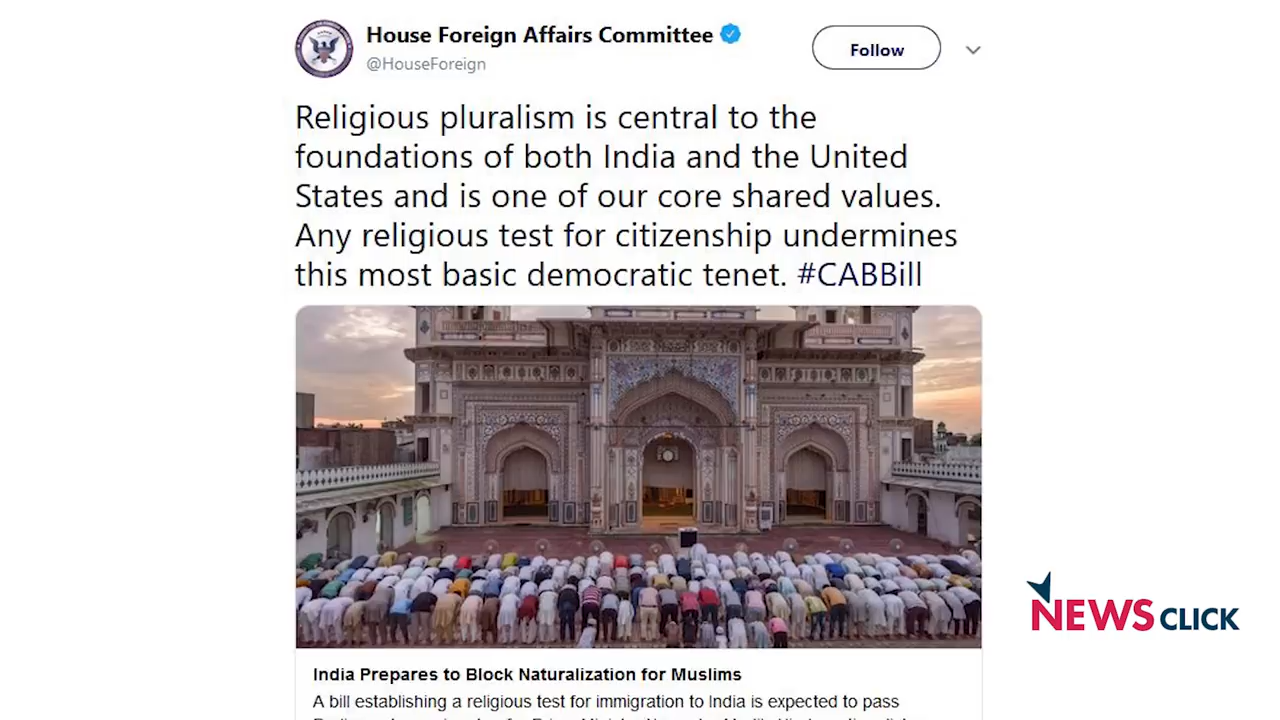 House Foreign Affairs Committee
@HouseForeign
Follow
Religious pluralism is central to the
foundations of both India and the United
States and is one of our core shared values.
Any religious test for citizenship undermines
this most basic democratic tenet. #CABBill
India Prepares to Block Naturalization for Muslims
A bill establishing a religious test for immigration to India is expected to pass
NEWSCLICK